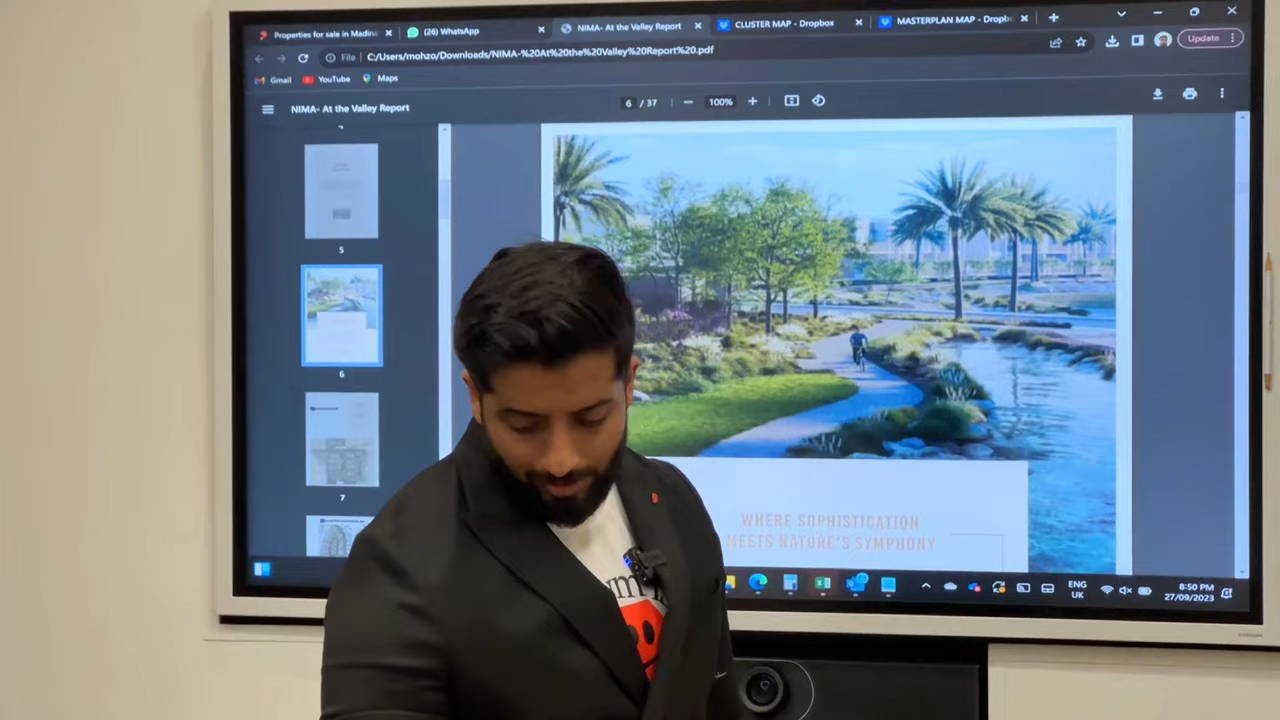 Properties for sale in Madina
(26) WhatsApp
NIMA- At the Valley Report
CLUSTER MAP - Dropbox
MASTERPLAN MAP - Dropb
File
C:/Users/mohzo/Downloads/NIMA-%20At%20the%20Valley%20Report%20.pdf
Update
Gmail
YouTube
Maps
NIMA- At the Valley Report
6 / 37
100%
5
6
7
WHERE SOPHISTICATION
MEETS NATURE'S SYMPHONY
ENG
UK
8:50 PM
27/09/2023